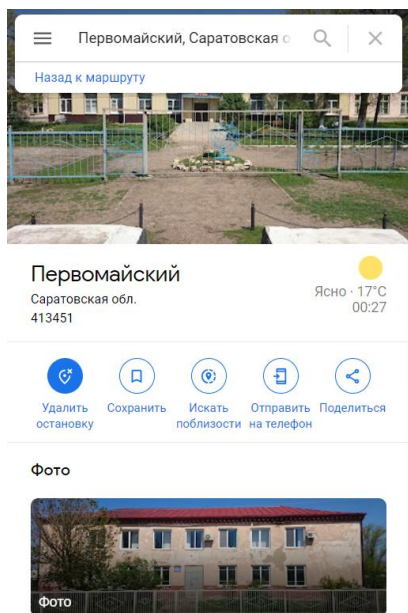 Первомайский, Саратовская о
Назад к маршруту
Первомайский
Саратовская обл.
413451
Ясно · 17°C
00:27
Удалить остановку
Сохранить
Искать поблизости
Отправить на телефон
Поделиться
Фото
Фото